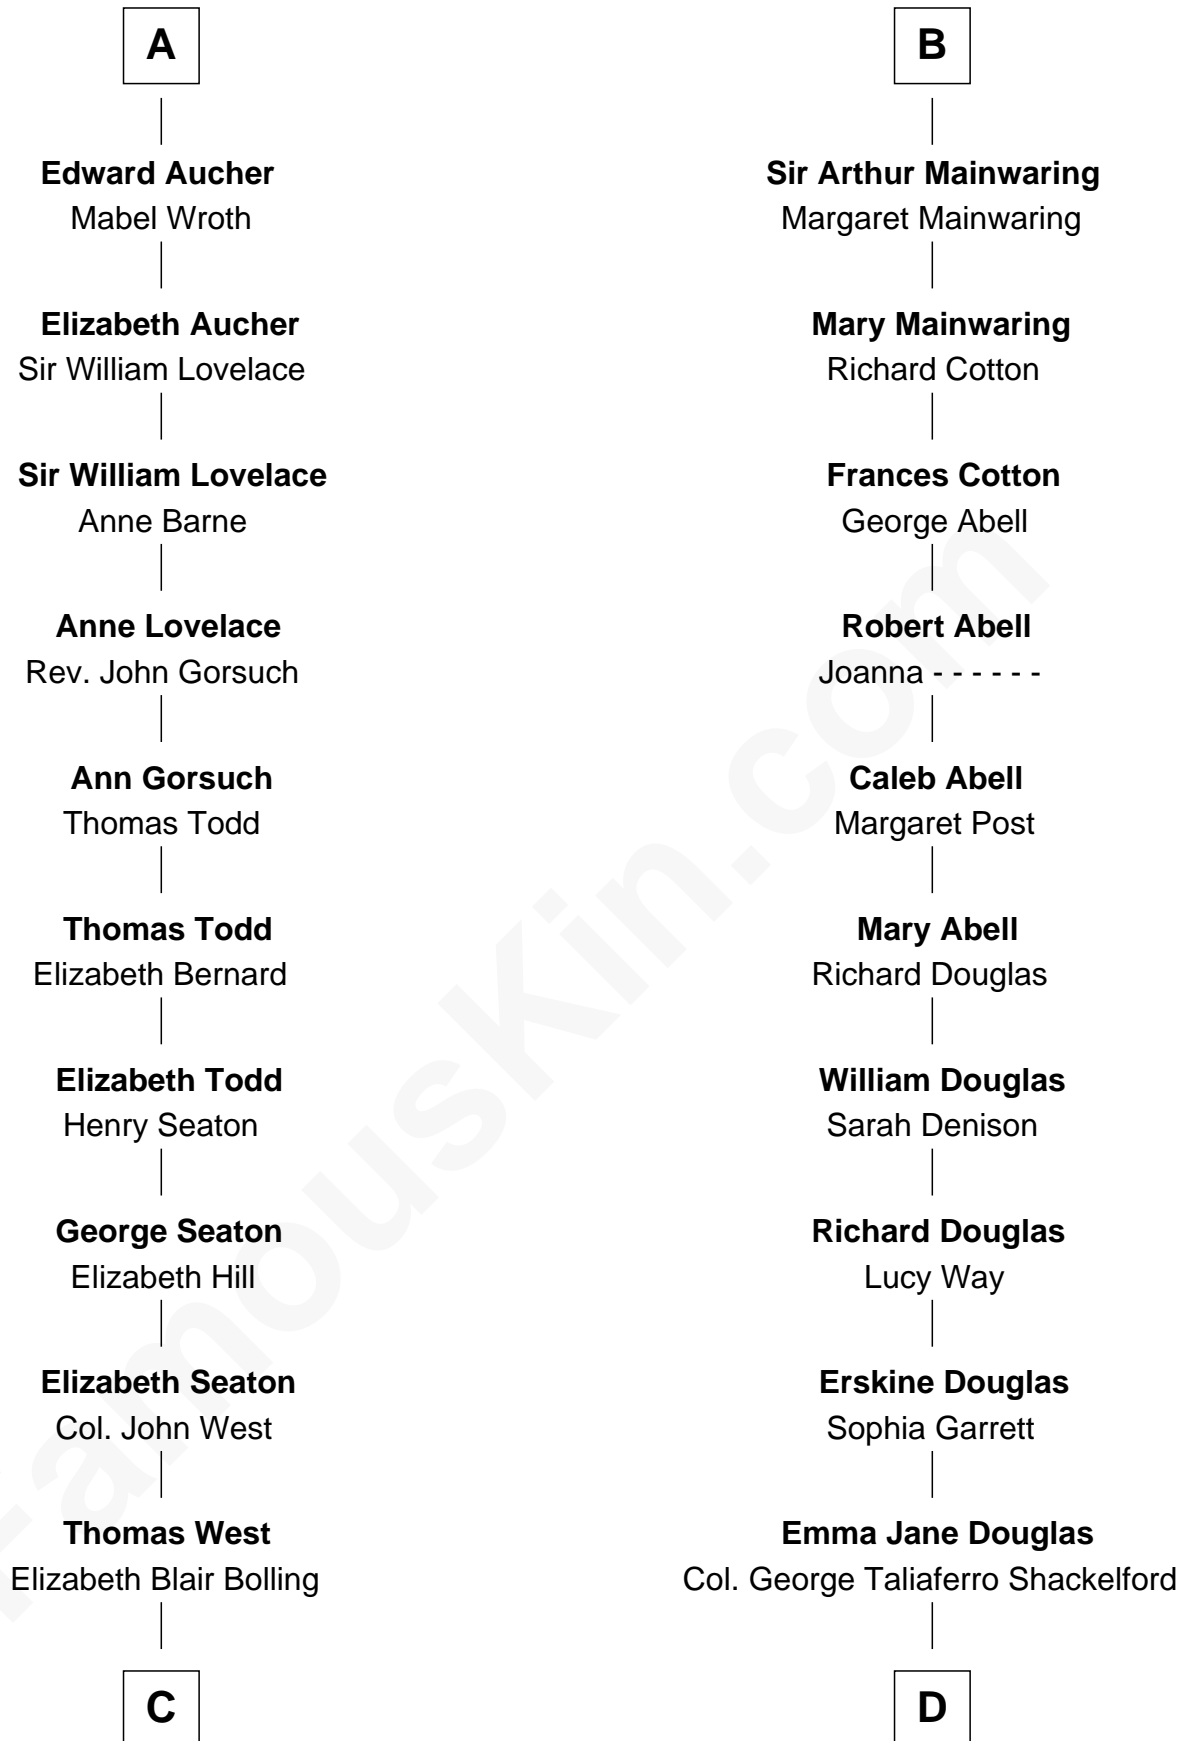 A
Edward Aucher
Mabel Wroth
Elizabeth Aucher
Sir William Lovelace
Sir William Lovelace
Anne Barne
Anne Lovelace
Rev. John Gorsuch
Ann Gorsuch
Thomas Todd
Thomas Todd
Elizabeth Bernard
Elizabeth Todd
Henry Seaton
George Seaton
Elizabeth Hill
Elizabeth Seaton
Col. John West
Thomas West
Elizabeth Blair Bolling
C
B
Sir Arthur Mainwaring
Margaret Mainwaring
Mary Mainwaring
Richard Cotton
Frances Cotton
George Abell
Robert Abell
Joanna - - - - - -
Caleb Abell
Margaret Post
Mary Abell
Richard Douglas
William Douglas
Sarah Denison
Richard Douglas
Lucy Way
Erskine Douglas
Sophia Garrett
Emma Jane Douglas
Col. George Taliaferro Shackelford
D
FamousKin.com